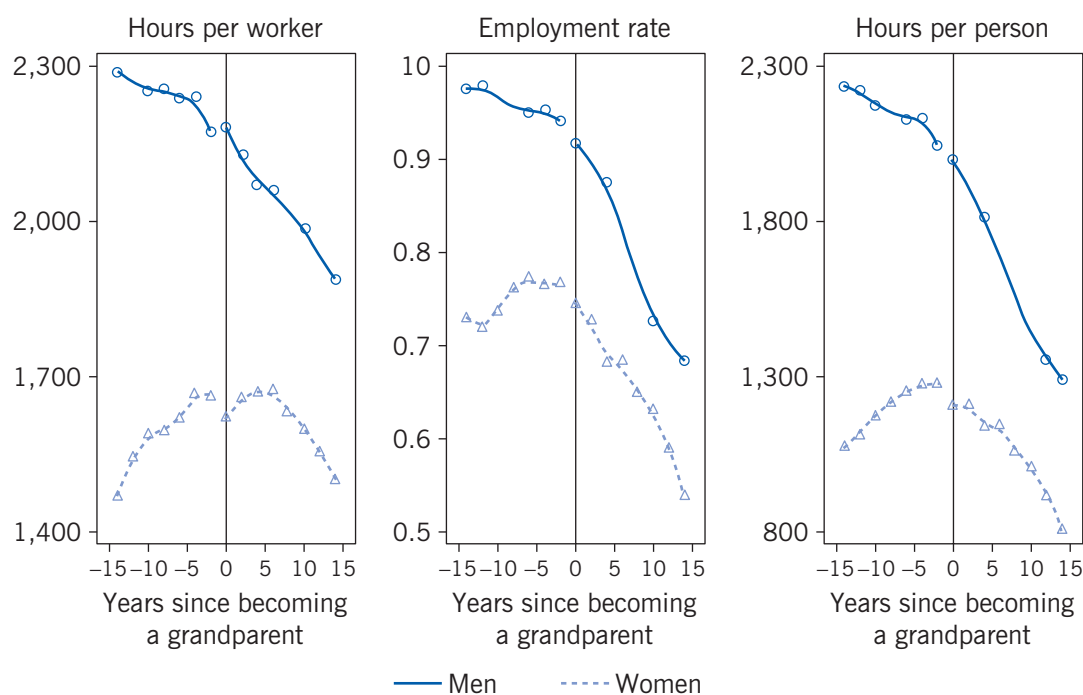 Hours per worker
2,300
2,000
1,700
1,400
−15 −10 −5 0 5 10 15
Years since becoming
a grandparent
Employment rate
10
0.9
0.8
0.7
0.6
0.5
−15 −10 −5 0 5 10 15
Years since becoming
a grandparent
Hours per person
2,300
1,800
1,300
800
−15 −10 −5 0 5 10 15
Years since becoming
a grandparent
Men Women